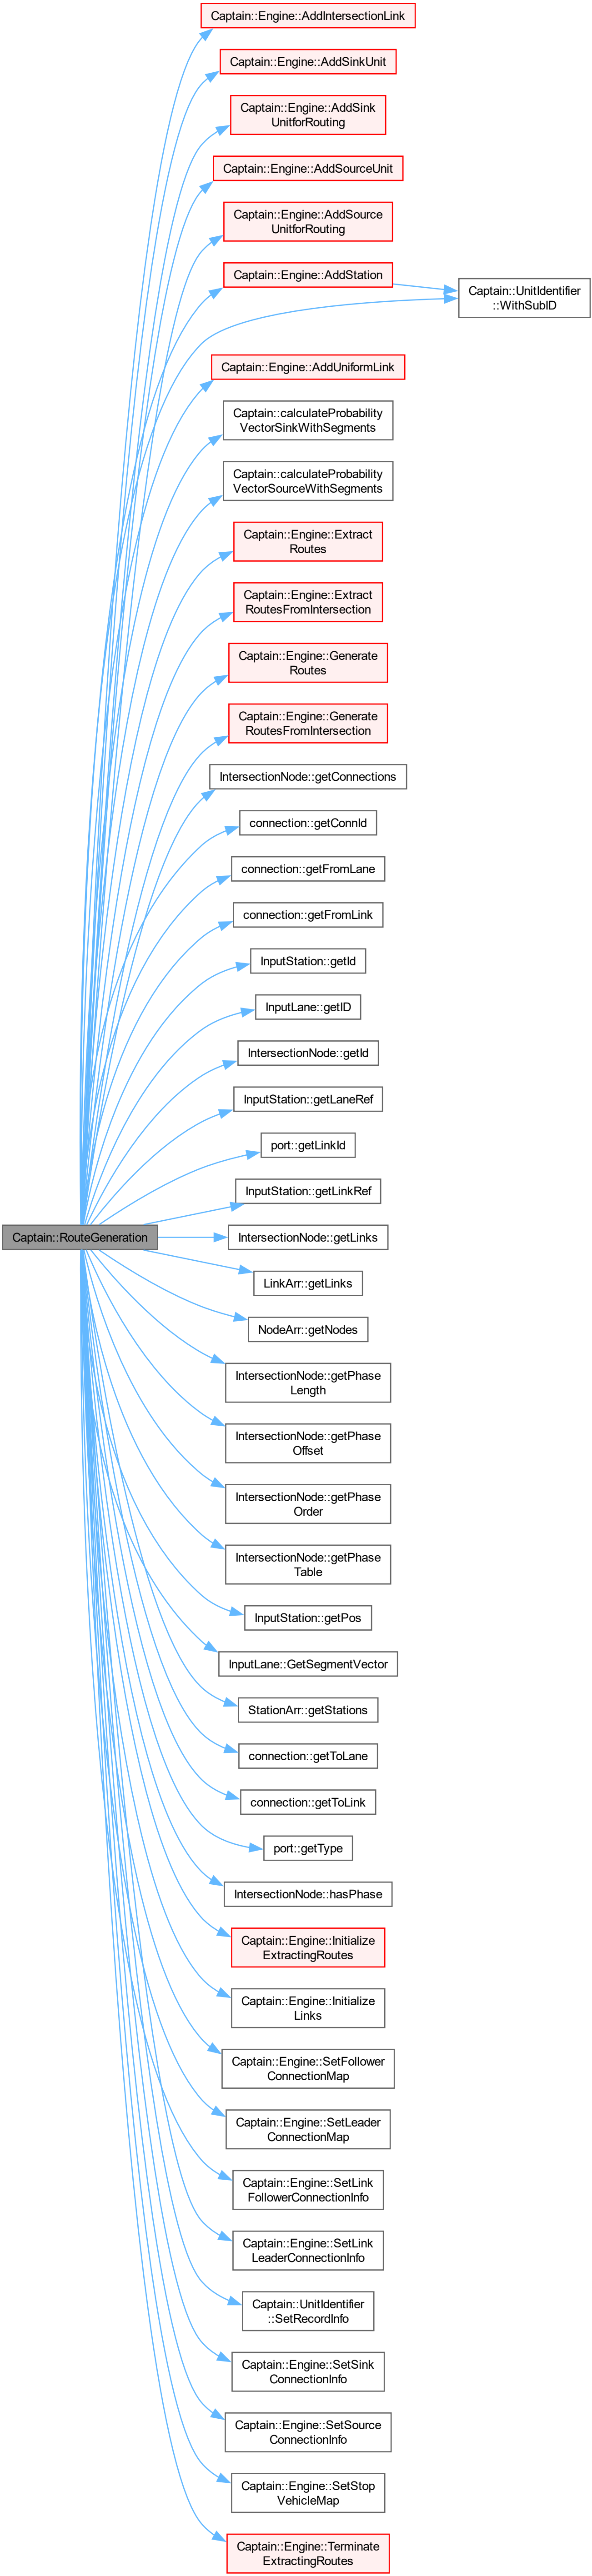 Captain::Engine::AddIntersectionLink
Captain::Engine::AddSinkUnit
Captain::Engine::AddSink
UnitforRouting
Captain::Engine::AddSourceUnit
Captain::Engine::AddSource
UnitforRouting
Captain::Engine::AddStation
Captain::UnitIdentifier
::WithSubID
Captain::Engine::AddUniformLink
Captain::calculateProbability
VectorSinkWithSegments
Captain::calculateProbability
VectorSourceWithSegments
Captain::Engine::Extract
Routes
Captain::Engine::Extract
RoutesFromIntersection
Captain::Engine::Generate
Routes
Captain::Engine::Generate
RoutesFromIntersection
IntersectionNode::getConnections
connection::getConnId
connection::getFromLane
connection::getFromLink
InputStation::getId
InputLane::getID
IntersectionNode::getId
InputStation::getLaneRef
port::getLinkId
InputStation::getLinkRef
Captain::RouteGeneration
IntersectionNode::getLinks
LinkArr::getLinks
NodeArr::getNodes
IntersectionNode::getPhase
Length
IntersectionNode::getPhase
Offset
IntersectionNode::getPhase
Order
IntersectionNode::getPhase
Table
InputStation::getPos
InputLane::GetSegmentVector
StationArr::getStations
connection::getToLane
connection::getToLink
port::getType
IntersectionNode::hasPhase
Captain::Engine::Initialize
ExtractingRoutes
Captain::Engine::Initialize
Links
Captain::Engine::SetFollower
ConnectionMap
Captain::Engine::SetLeader
ConnectionMap
Captain::Engine::SetLink
FollowerConnectionInfo
Captain::Engine::SetLink
LeaderConnectionInfo
Captain::UnitIdentifier
::SetRecordInfo
Captain::Engine::SetSink
ConnectionInfo
Captain::Engine::SetSource
ConnectionInfo
Captain::Engine::SetStop
VehicleMap
Captain::Engine::Terminate
ExtractingRoutes